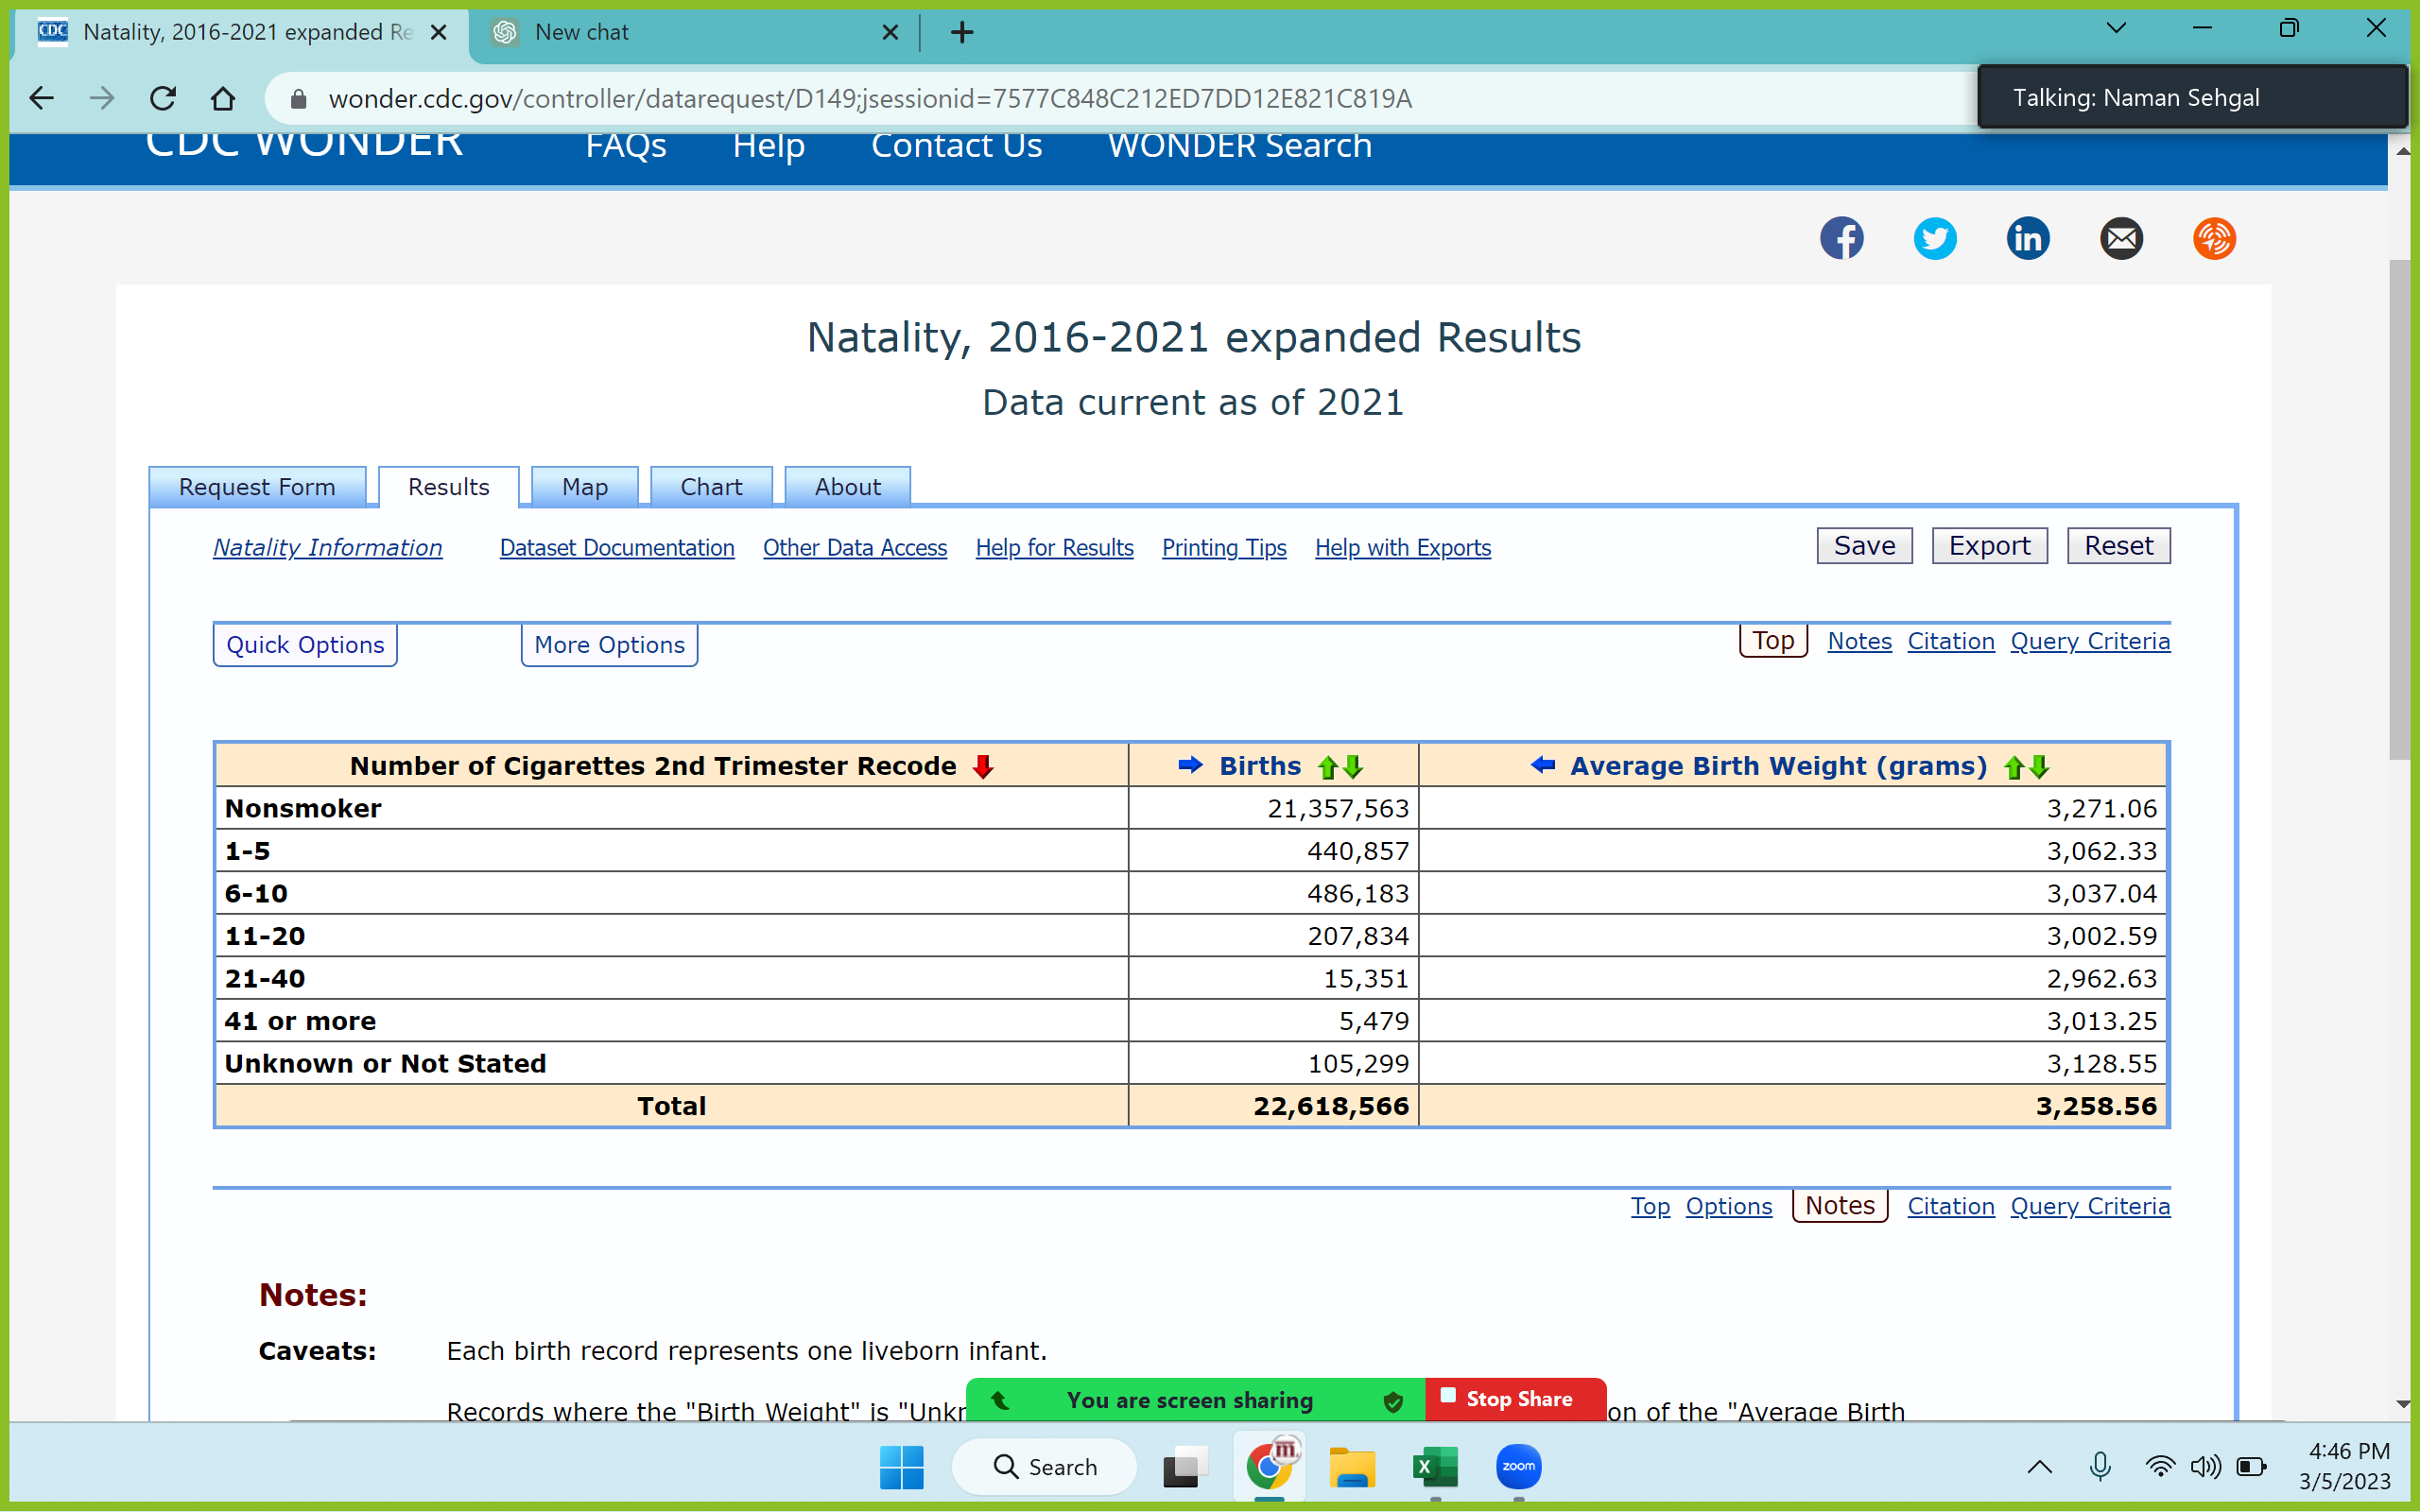 CDC Natality, 2016-2021 expanded Re New chat
wonder.cdc.gov/controller/datarequest/D149;jsessionid=7577C848C212ED7DD12E821C819A
Talking: Naman Sehgal
CDC WONDER FAQs Help Contact Us WONDER Search
Natality, 2016-2021 expanded Results
Data current as of 2021
Request Form Results Map Chart About
Natality Information Dataset Documentation Other Data Access Help for Results Printing Tips Help with Exports Save Export Reset
Quick Options More Options Top Notes Citation Query Criteria
Number of Cigarettes 2nd Trimester Recode Births Average Birth Weight (grams)
Nonsmoker 21,357,563 3,271.06
1-5 440,857 3,062.33
6-10 486,183 3,037.04
11-20 207,834 3,002.59
21-40 15,351 2,962.63
41 or more 5,479 3,013.25
Unknown or Not Stated 105,299 3,128.55
Total 22,618,566 3,258.56
Top Options Notes Citation Query Criteria
Notes:
Caveats: Each birth record represents one liveborn infant.
You are screen sharing Stop Share
Records where the "Birth Weight" is "Unkn on of the "Average Birth
Search zoom
4:46 PM
3/5/2023